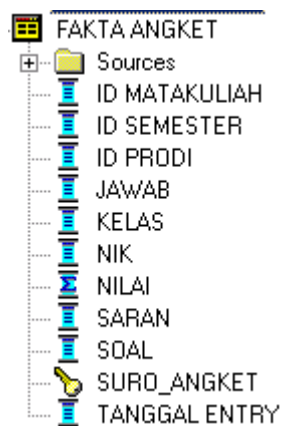 FAKTA ANGKET
Sources
ID MATAKULIAH
ID SEMESTER
ID PRODI
JAWAB
KELAS
NIK
NILAI
SARAN
SOAL
SURO_ANGKET
TANGGAL ENTRY